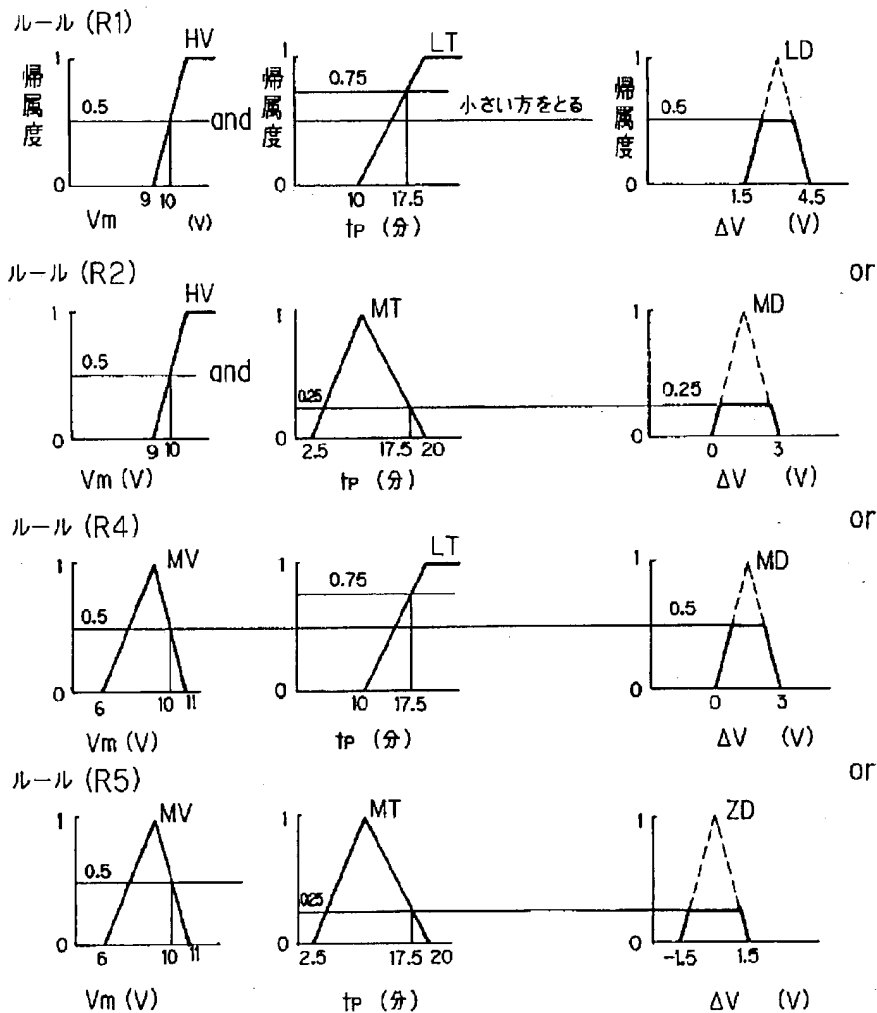 ルール (R1)
HV LT LD
帰属度 帰属度 帰属度
1 1 1
0.75
0.5 and 小さい方をとる 0.5
0 0 0
9 10 10 17.5 1.5 4.5
Vm (V) tP (分) ΔV (V)
ルール (R2) or
HV MT MD
1 1 1
0.5 and
0.25 0.25
0 0 0
9 10 2.5 17.5 20 0 3
Vm (V) tP (分) ΔV (V)
ルール (R4) or
MV LT MD
1 1 1
0.75
0.5 0.5
0 0 0
6 10 11 10 17.5 0 3
Vm (V) tP (分) ΔV (V)
ルール (R5) or
MV MT ZD
1 1 1
0.5
0.25
0 0 0
6 10 11 2.5 17.5 20 -1.5 1.5
Vm (V) tP (分) ΔV (V)